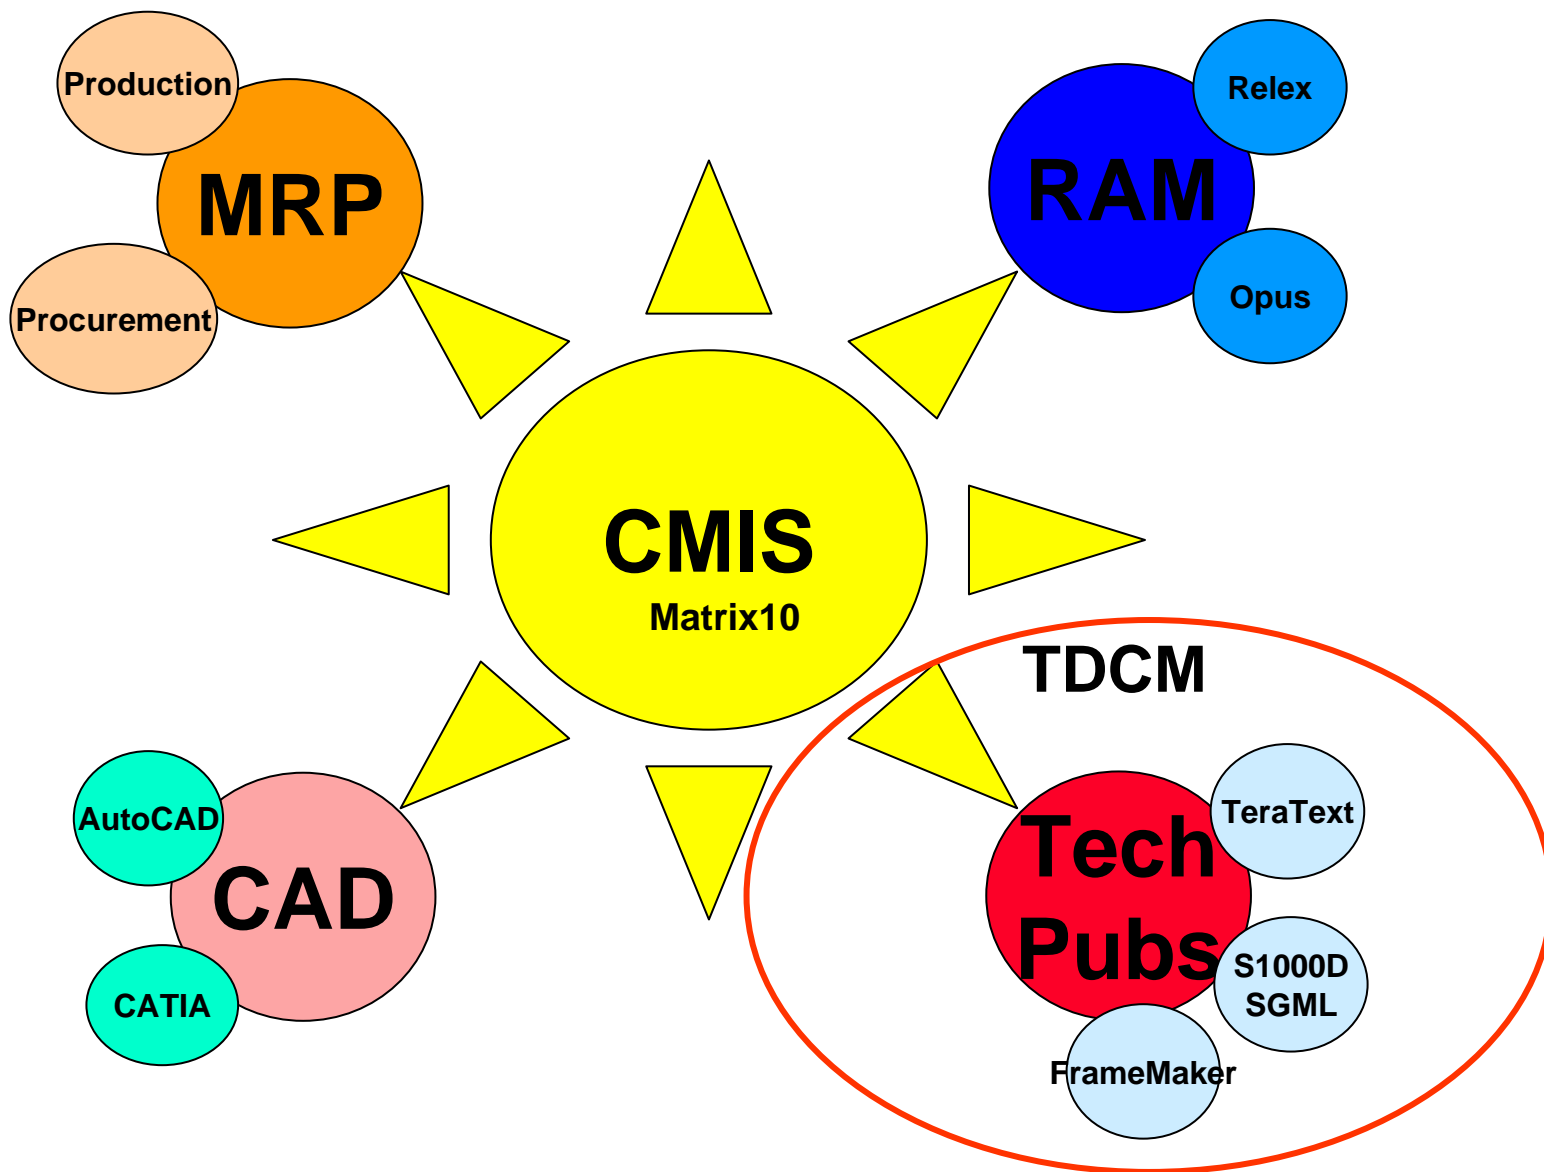 Production
MRP
Procurement
Relex
RAM
Opus
CMIS
Matrix10
TDCM
AutoCAD
CAD
CATIA
TeraText
Tech
Pubs
S1000D
SGML
FrameMaker